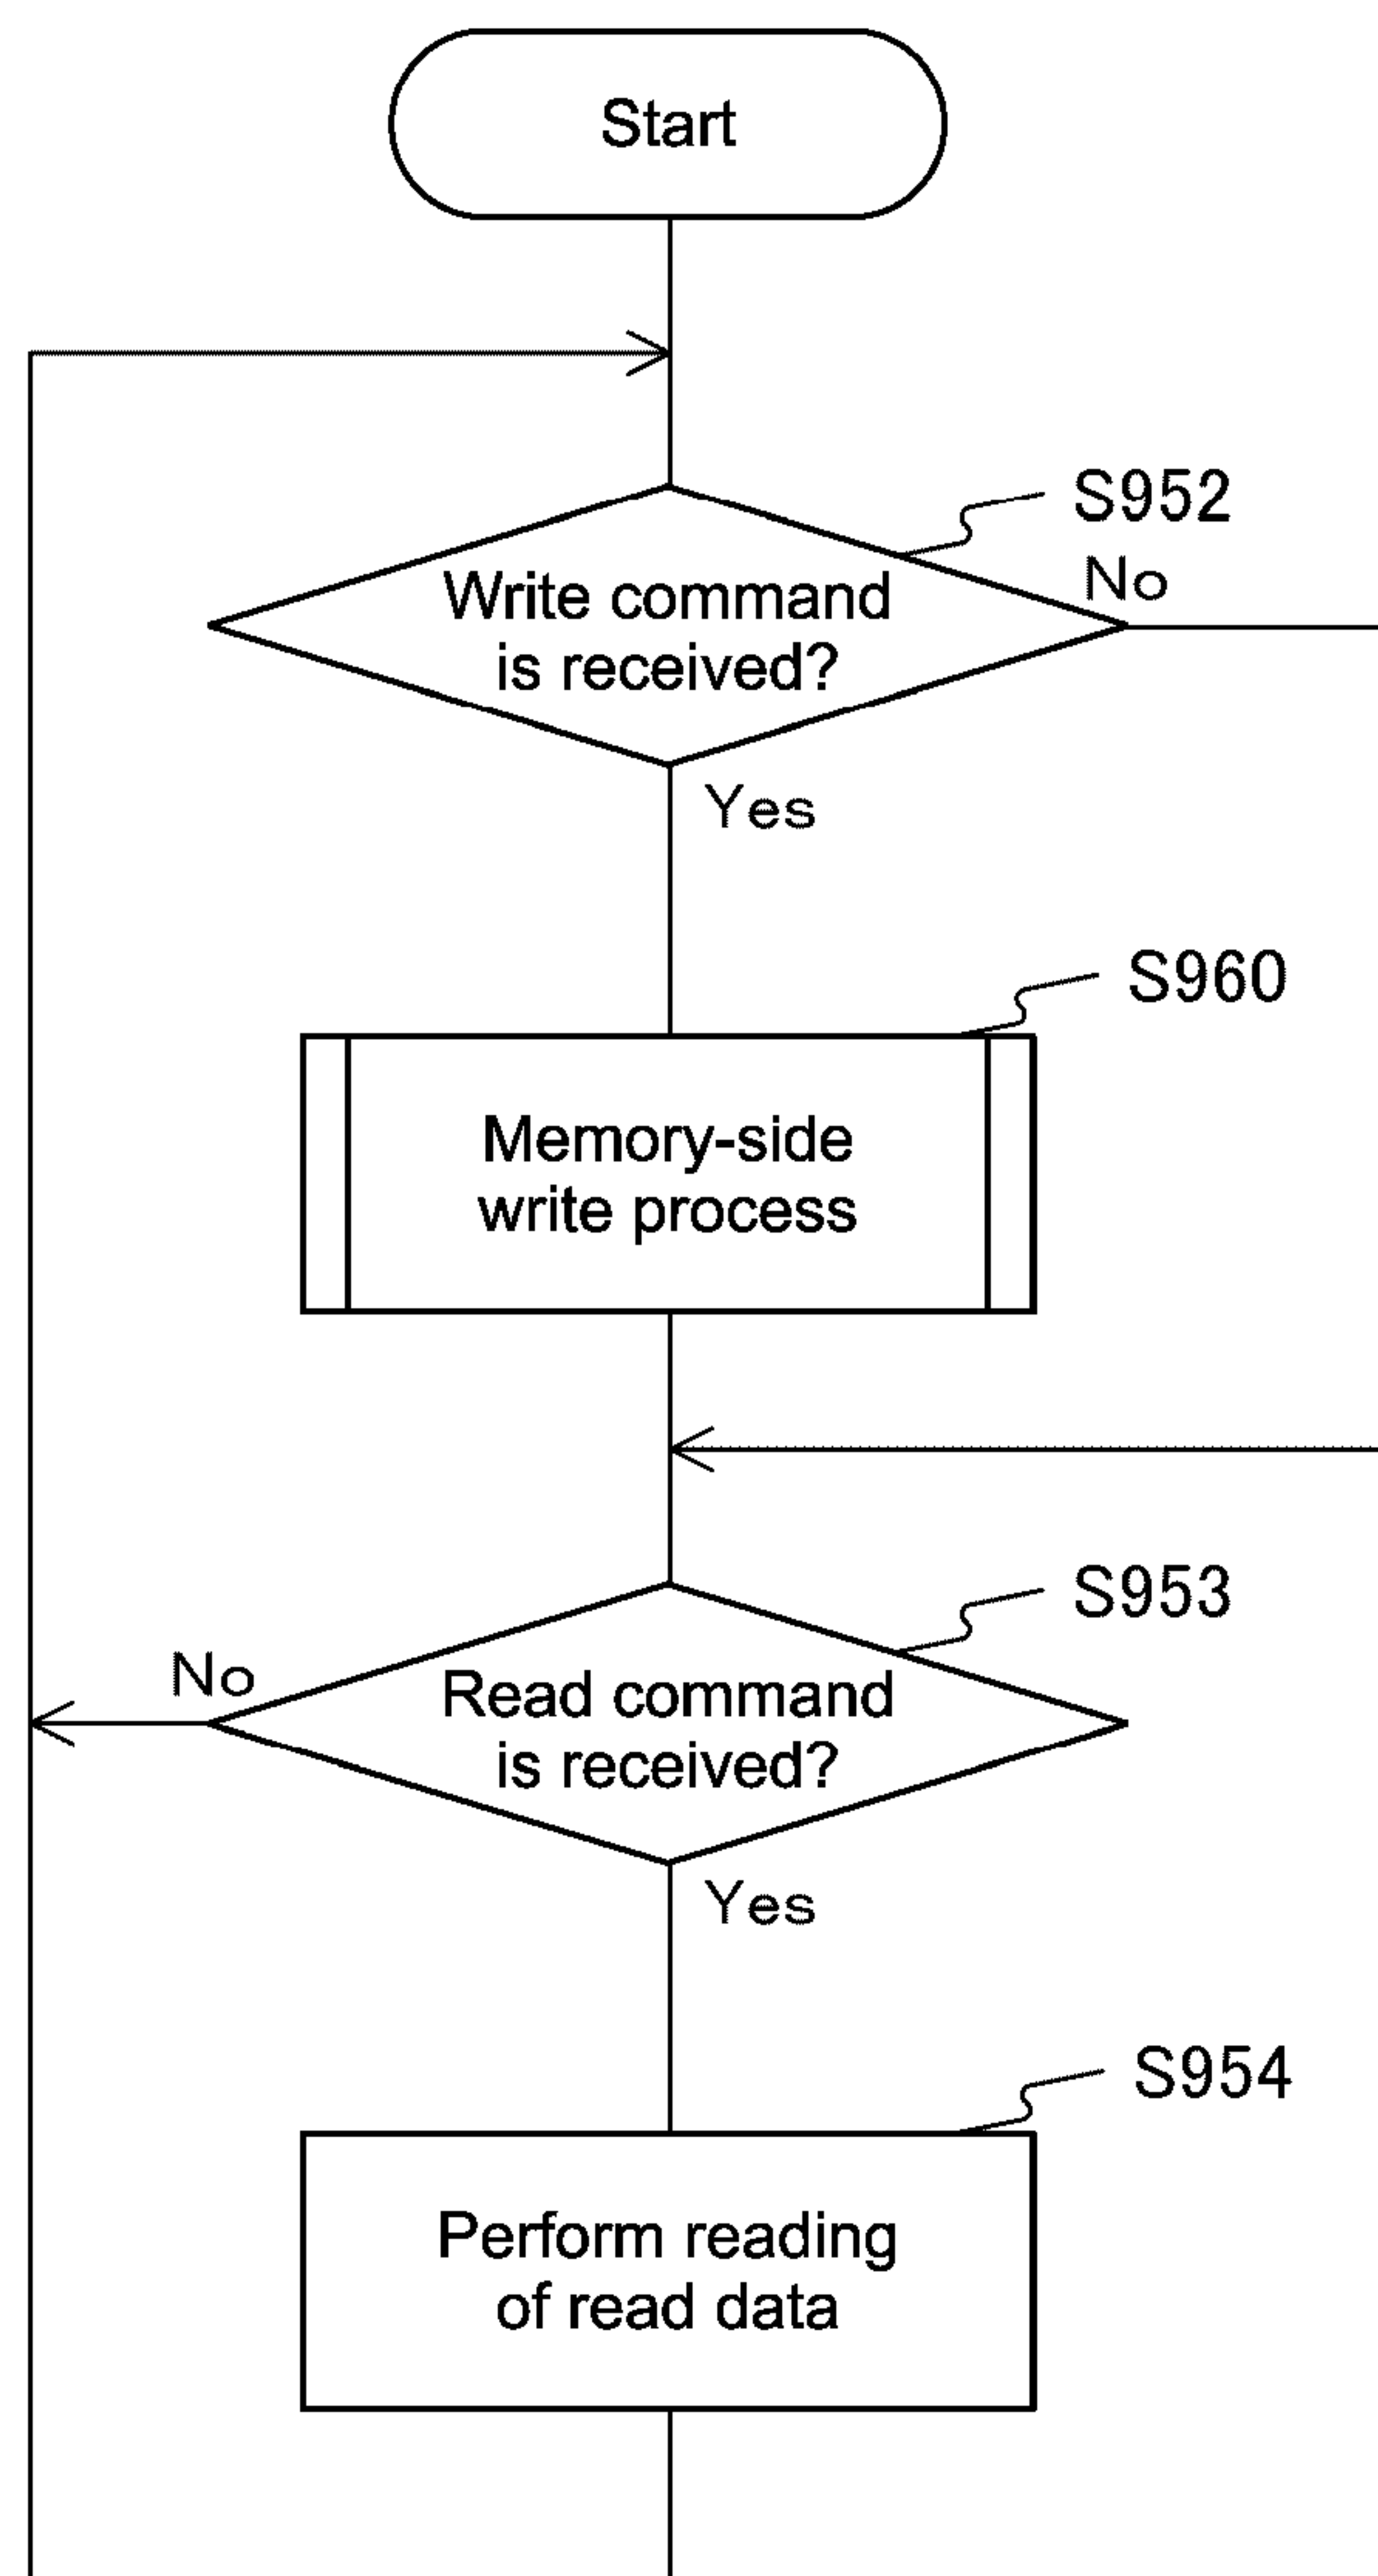 Start
S952
No
Write command
is received?
Yes
S960
Memory-side
write process
S953
No
Read command
is received?
Yes
S954
Perform reading
of read data